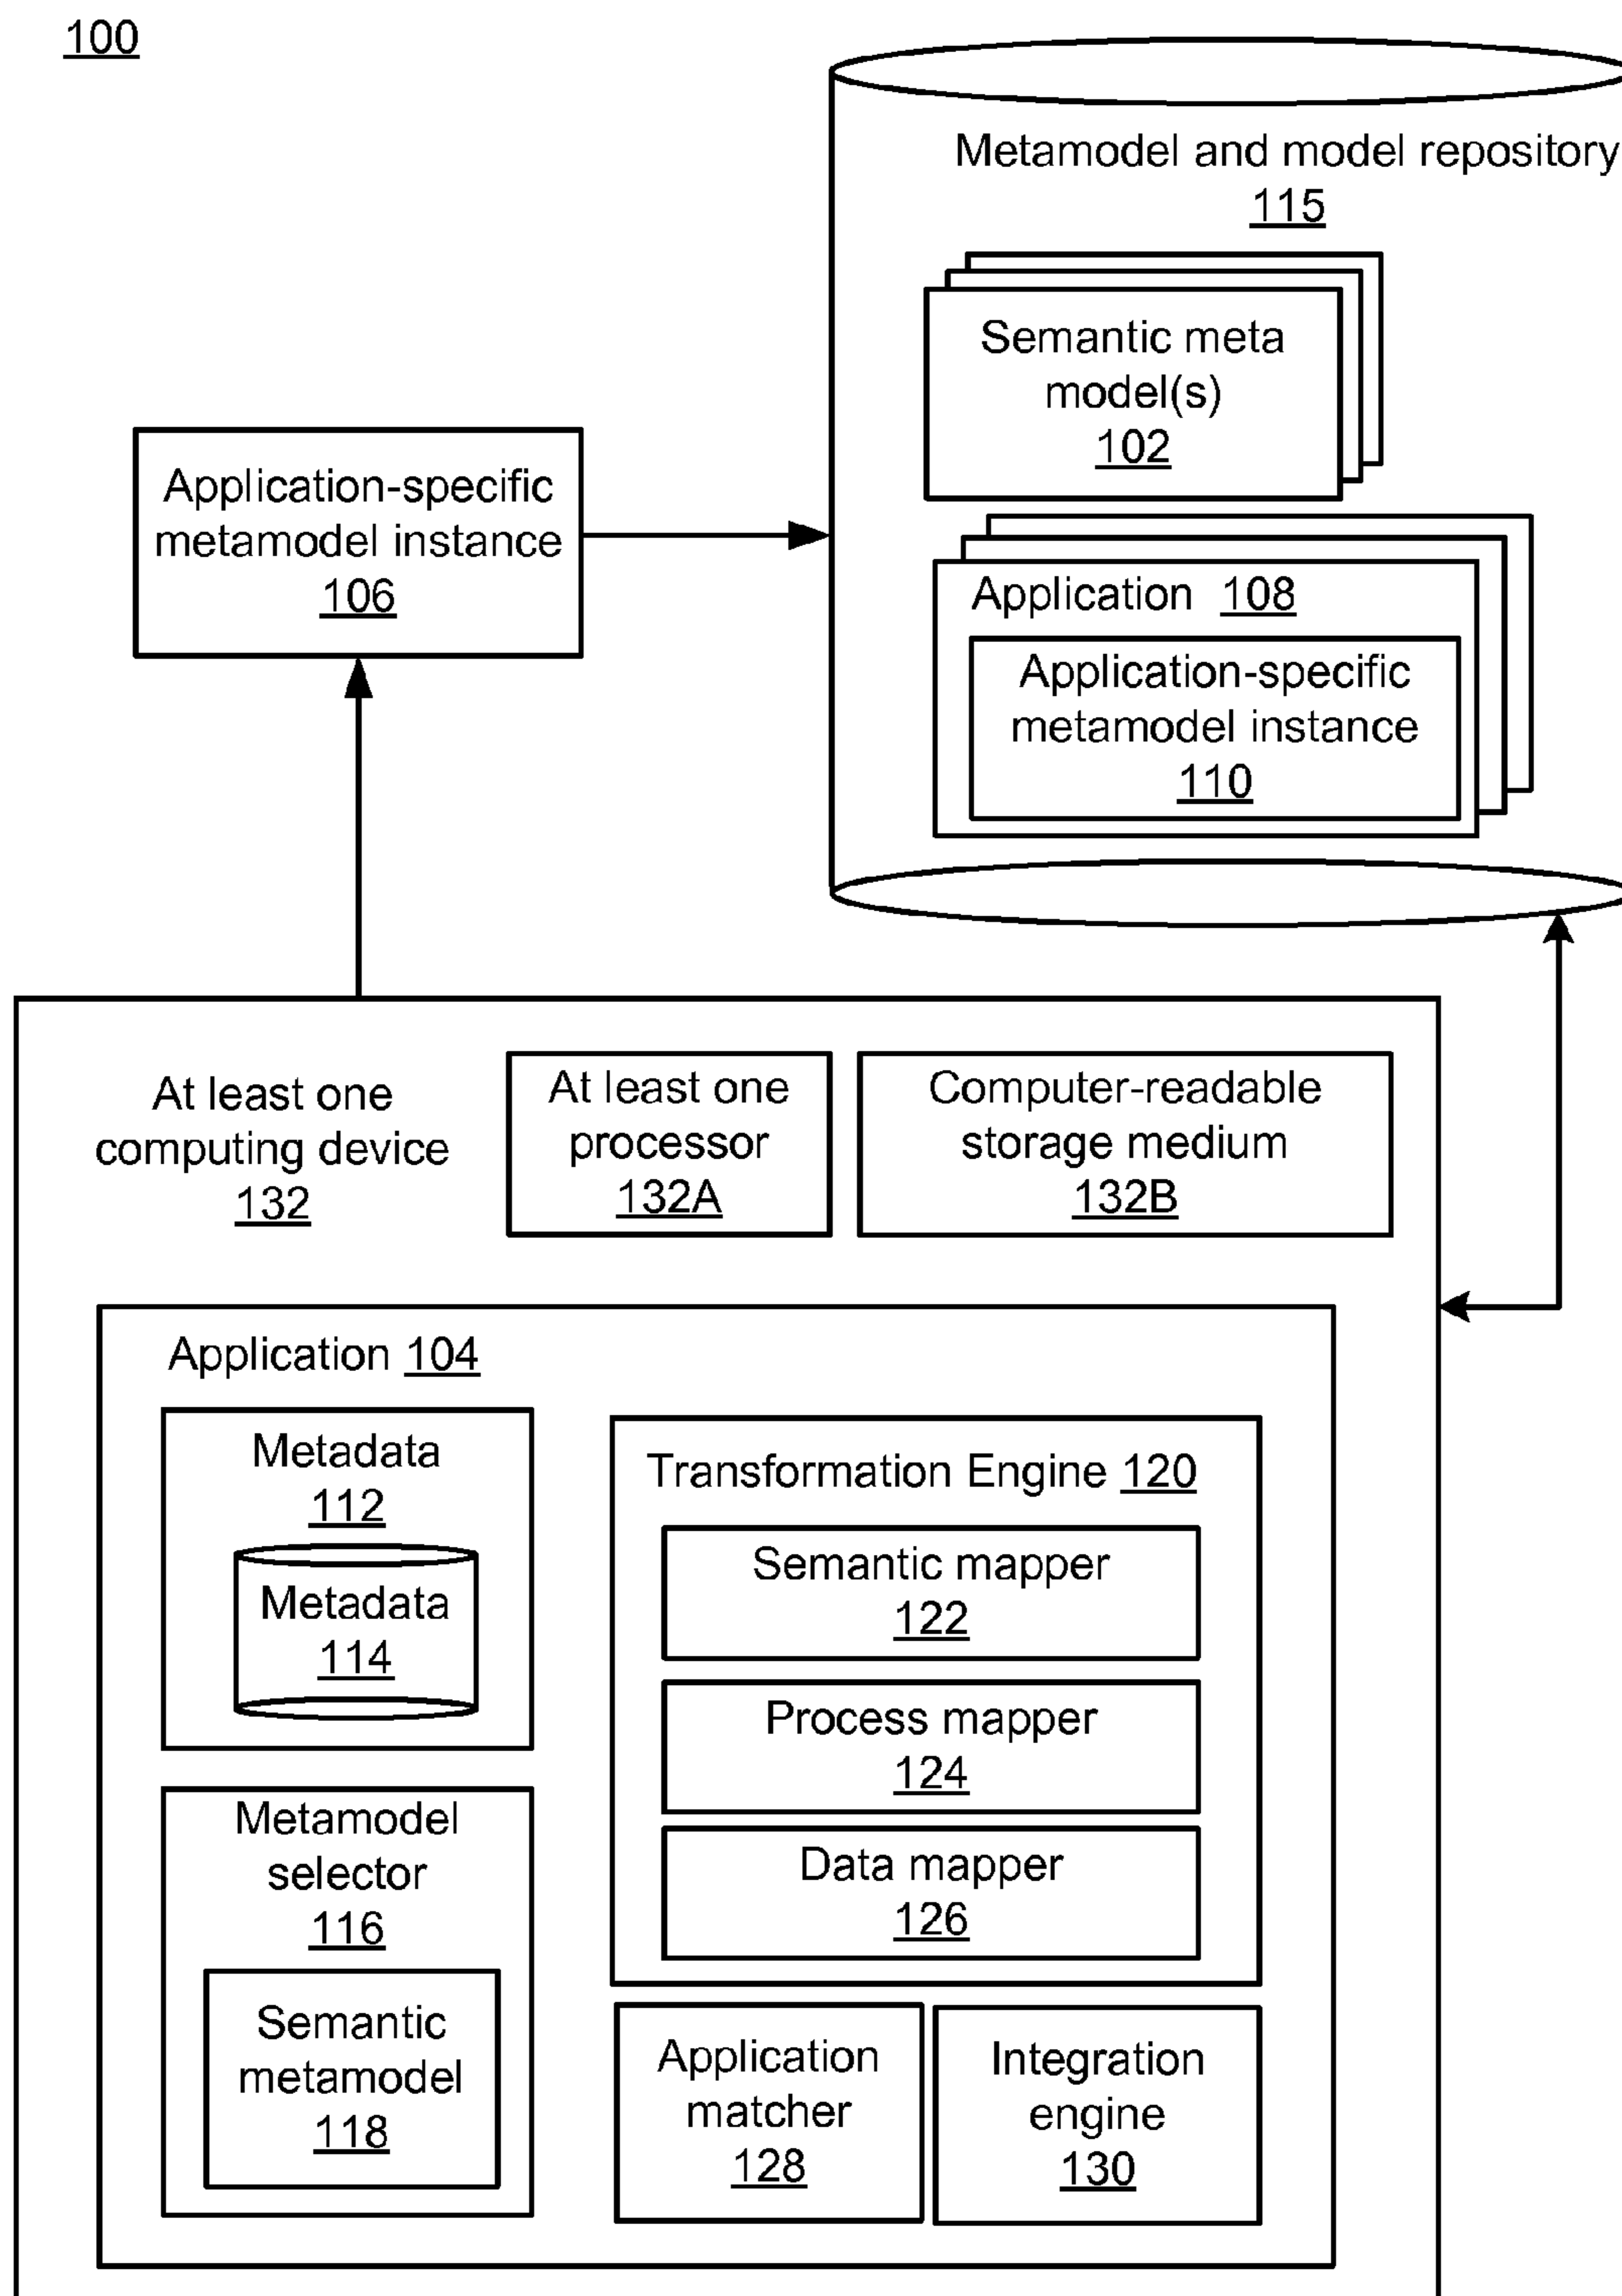 100
Metamodel and model repository
115
Semantic meta
model(s)
102
Application-specific
metamodel instance
106
Application 108
Application-specific
metamodel instance
110
At least one
computing device
132
At least one
processor
132A
Computer-readable
storage medium
132B
Application 104
Metadata
112
Metadata
114
Metamodel
selector
116
Semantic
metamodel
118
Transformation Engine 120
Semantic mapper
122
Process mapper
124
Data mapper
126
Application
matcher
128
Integration
engine
130